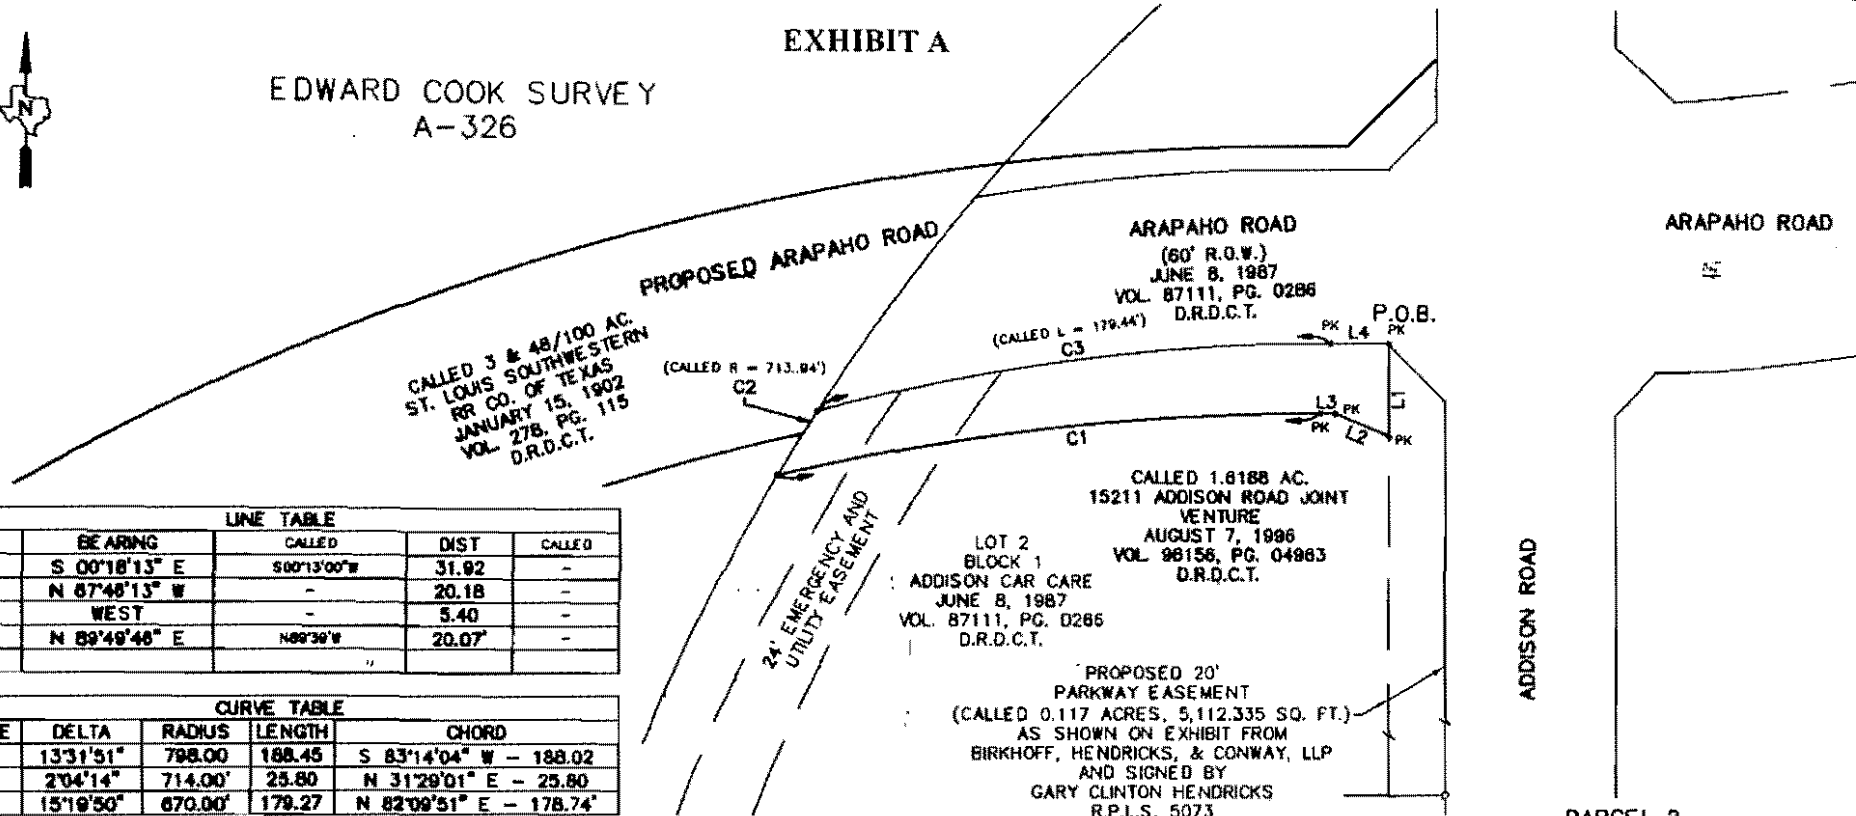 EXHIBIT A
N
EDWARD COOK SURVEY
A-326
PROPOSED ARAPAHO ROAD
ARAPAHO ROAD
(60' R.O.W.)
JUNE 8, 1987
VOL. 87111, PG. 0286
D.R.D.C.T.
ARAPAHO ROAD
P.O.B.
PK
L4
PK
(CALLED L = 179.44')
C3
CALLED 3 & 48/100 AC.
ST. LOUIS SOUTHWESTERN
RR CO. OF TEXAS
JANUARY 15, 1902
VOL. 278, PG. 115
D.R.D.C.T.
(CALLED R = 713.94')
C2
L1
L3
PK
PK
L2
PK
C1
CALLED 1.6188 AC.
15211 ADDISON ROAD JOINT
VENTURE
AUGUST 7, 1996
VOL. 96156, PG. 04963
D.R.D.C.T.
24' EMERGENCY AND
UTILITY EASEMENT
LOT 2
BLOCK 1
ADDISON CAR CARE
JUNE 8, 1987
VOL. 87111, PG. 0286
D.R.D.C.T.
ADDISON ROAD
PROPOSED 20'
PARKWAY EASEMENT
(CALLED 0.117 ACRES, 5,112.335 SQ. FT.)
AS SHOWN ON EXHIBIT FROM
BIRKHOFF, HENDRICKS, & CONWAY, LLP
AND SIGNED BY
GARY CLINTON HENDRICKS
R.P.L.S. 5073
LINE TABLE
BEARING CALLED DIST CALLED
S 00°18'13" E S00°13'00"W 31.92 -
N 67°46'13" W - 20.18 -
WEST - 5.40 -
N 89°49'46" E N89°39'W 20.07' -
CURVE TABLE
E DELTA RADIUS LENGTH CHORD
13°31'51" 798.00 188.45 S 83°14'04" W - 188.02
2°04'14" 714.00' 25.80 N 31°29'01" E - 25.80
15°19'50" 670.00' 179.27 N 82°09'51" E - 178.74'